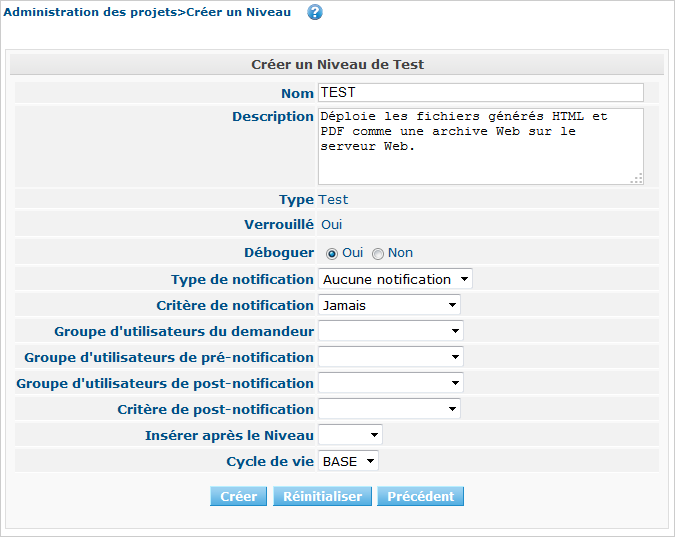 Administration des projets>Créer un Niveau ?
Créer un Niveau de Test
Nom TEST
Description Déploie les fichiers générés HTML et
PDF comme une archive Web sur le
serveur Web.
Type Test
Verrouillé Oui
Déboguer Oui Non
Type de notification Aucune notification
Critère de notification Jamais
Groupe d'utilisateurs du demandeur
Groupe d'utilisateurs de pré-notification
Groupe d'utilisateurs de post-notification
Critère de post-notification
Insérer après le Niveau
Cycle de vie BASE
Créer Réinitialiser Précédent